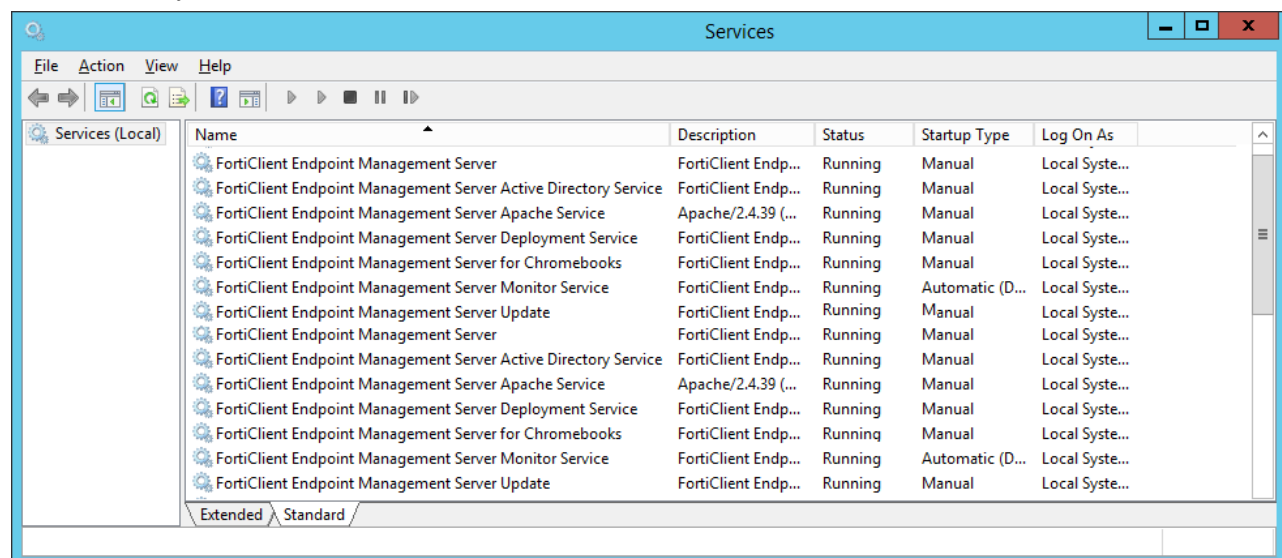 Services
File Action View Help
Services (Local)
Name Description Status Startup Type Log On As
FortiClient Endpoint Management Server FortiClient Endp... Running Manual Local Syste...
FortiClient Endpoint Management Server Active Directory Service FortiClient Endp... Running Manual Local Syste...
FortiClient Endpoint Management Server Apache Service Apache/2.4.39 (... Running Manual Local Syste...
FortiClient Endpoint Management Server Deployment Service FortiClient Endp... Running Manual Local Syste...
FortiClient Endpoint Management Server for Chromebooks FortiClient Endp... Running Manual Local Syste...
FortiClient Endpoint Management Server Monitor Service FortiClient Endp... Running Automatic (D... Local Syste...
FortiClient Endpoint Management Server Update FortiClient Endp... Running Manual Local Syste...
FortiClient Endpoint Management Server FortiClient Endp... Running Manual Local Syste...
FortiClient Endpoint Management Server Active Directory Service FortiClient Endp... Running Manual Local Syste...
FortiClient Endpoint Management Server Apache Service Apache/2.4.39 (... Running Manual Local Syste...
FortiClient Endpoint Management Server Deployment Service FortiClient Endp... Running Manual Local Syste...
FortiClient Endpoint Management Server for Chromebooks FortiClient Endp... Running Manual Local Syste...
FortiClient Endpoint Management Server Monitor Service FortiClient Endp... Running Automatic (D... Local Syste...
FortiClient Endpoint Management Server Update FortiClient Endp... Running Manual Local Syste...
Extended Standard